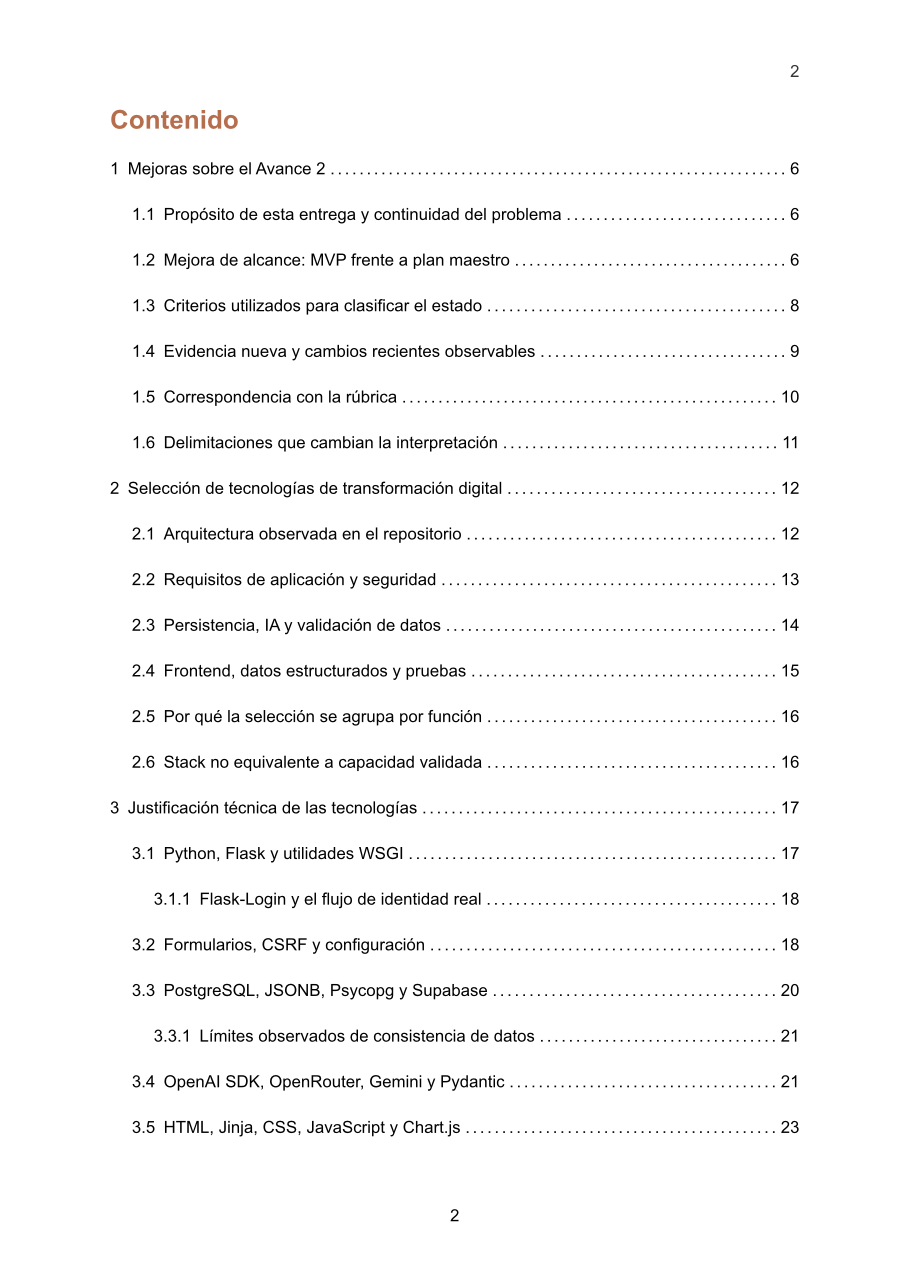 2
Contenido
1 Mejoras sobre el Avance 2 . . . . . . . . . . . . . . . . . . . . . . . . . . . . . . . . . . . . . . . . . . . . . . . . . . . . . . . . . . . . . . . 6
1.1 Propósito de esta entrega y continuidad del problema . . . . . . . . . . . . . . . . . . . . . . . . . . . . . . 6
1.2 Mejora de alcance: MVP frente a plan maestro . . . . . . . . . . . . . . . . . . . . . . . . . . . . . . . . . . . . . 6
1.3 Criterios utilizados para clasificar el estado . . . . . . . . . . . . . . . . . . . . . . . . . . . . . . . . . . . . . . . . . 8
1.4 Evidencia nueva y cambios recientes observables . . . . . . . . . . . . . . . . . . . . . . . . . . . . . . . . . . 9
1.5 Correspondencia con la rúbrica . . . . . . . . . . . . . . . . . . . . . . . . . . . . . . . . . . . . . . . . . . . . . . . . . . . . 10
1.6 Delimitaciones que cambian la interpretación . . . . . . . . . . . . . . . . . . . . . . . . . . . . . . . . . . . . . . 11
2 Selección de tecnologías de transformación digital . . . . . . . . . . . . . . . . . . . . . . . . . . . . . . . . . . . . . 12
2.1 Arquitectura observada en el repositorio . . . . . . . . . . . . . . . . . . . . . . . . . . . . . . . . . . . . . . . . . . . 12
2.2 Requisitos de aplicación y seguridad . . . . . . . . . . . . . . . . . . . . . . . . . . . . . . . . . . . . . . . . . . . . . . 13
2.3 Persistencia, IA y validación de datos . . . . . . . . . . . . . . . . . . . . . . . . . . . . . . . . . . . . . . . . . . . . . 14
2.4 Frontend, datos estructurados y pruebas . . . . . . . . . . . . . . . . . . . . . . . . . . . . . . . . . . . . . . . . . . 15
2.5 Por qué la selección se agrupa por función . . . . . . . . . . . . . . . . . . . . . . . . . . . . . . . . . . . . . . . . 16
2.6 Stack no equivalente a capacidad validada . . . . . . . . . . . . . . . . . . . . . . . . . . . . . . . . . . . . . . . . 16
3 Justificación técnica de las tecnologías . . . . . . . . . . . . . . . . . . . . . . . . . . . . . . . . . . . . . . . . . . . . . . . . . 17
3.1 Python, Flask y utilidades WSGI . . . . . . . . . . . . . . . . . . . . . . . . . . . . . . . . . . . . . . . . . . . . . . . . . . . 17
3.1.1 Flask-Login y el flujo de identidad real . . . . . . . . . . . . . . . . . . . . . . . . . . . . . . . . . . . . . . . . 18
3.2 Formularios, CSRF y configuración . . . . . . . . . . . . . . . . . . . . . . . . . . . . . . . . . . . . . . . . . . . . . . . . 18
3.3 PostgreSQL, JSONB, Psycopg y Supabase . . . . . . . . . . . . . . . . . . . . . . . . . . . . . . . . . . . . . . . 20
3.3.1 Límites observados de consistencia de datos . . . . . . . . . . . . . . . . . . . . . . . . . . . . . . . . . 21
3.4 OpenAI SDK, OpenRouter, Gemini y Pydantic . . . . . . . . . . . . . . . . . . . . . . . . . . . . . . . . . . . . . 21
3.5 HTML, Jinja, CSS, JavaScript y Chart.js . . . . . . . . . . . . . . . . . . . . . . . . . . . . . . . . . . . . . . . . . . . 23
2